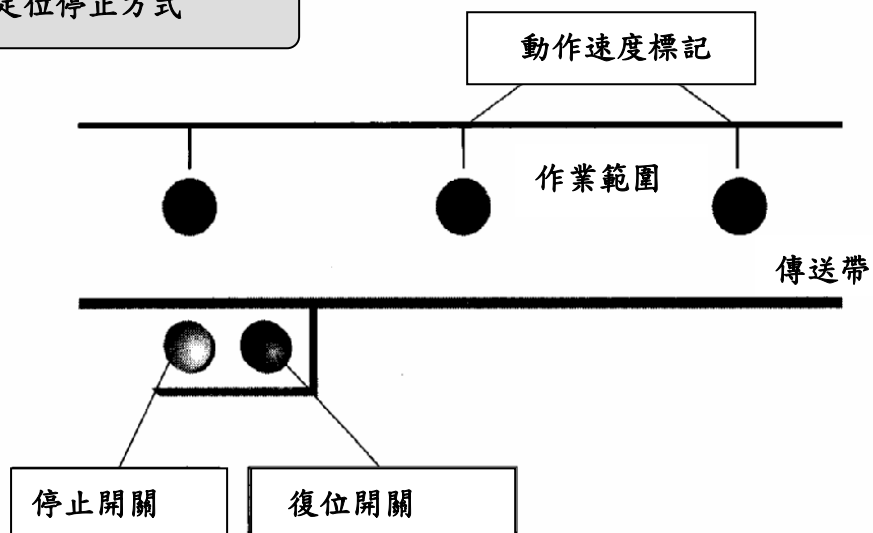 定位停止方式
動作速度標記
作業範圍
傳送帶
停止開關
復位開關